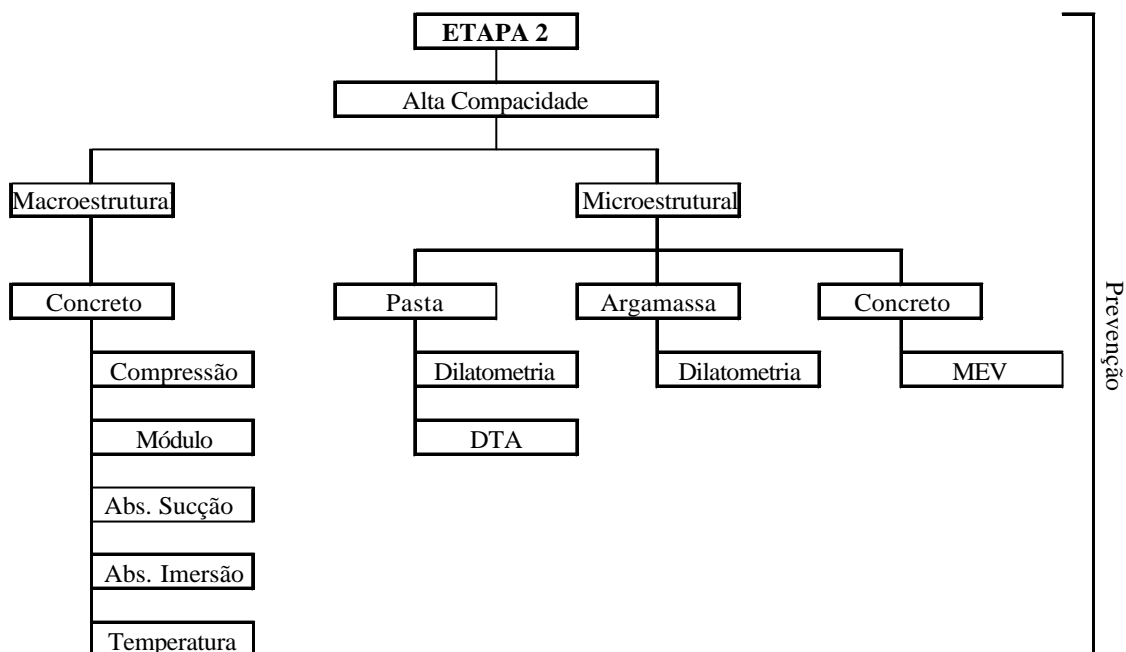 ETAPA 2
Alta Compacidade
Macroestrutural
Microestrutural
Concreto
Pasta
Argamassa
Concreto
Compressão
Dilatometria
Dilatometria
MEV
Módulo
DTA
Abs. Sucção
Abs. Imersão
Temperatura
Prevenção